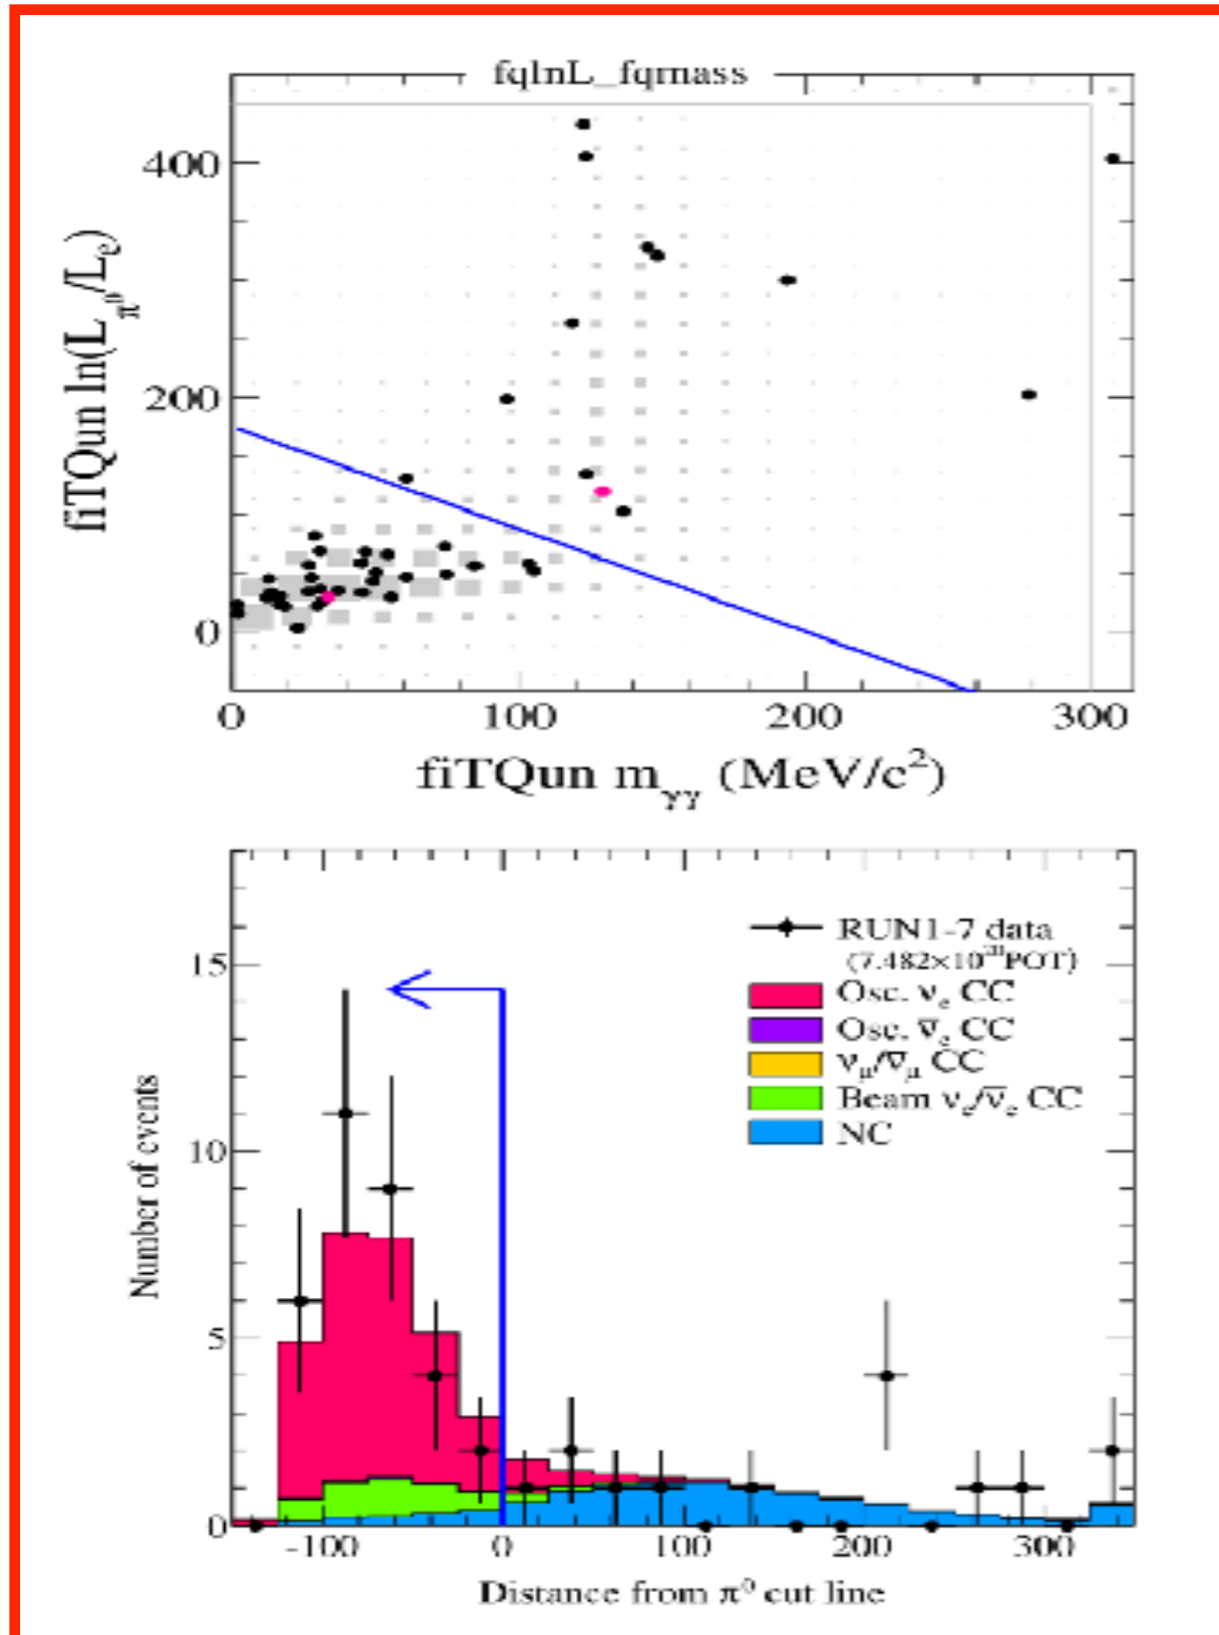 fqlnL_fqmass
400
200
0
fiTQun ln(L_π⁰/L_e)
0 100 200 300
fiTQun m_γγ (MeV/c²)
15
10
5
0
Number of events
RUN1-7 data
(7.482×10²⁰POT)
Osc. ν_e CC
Osc. ν̅_e CC
ν_μ/ν̅_μ CC
Beam ν_e/ν̅_e CC
NC
-100 0 100 200 300
Distance from π⁰ cut line